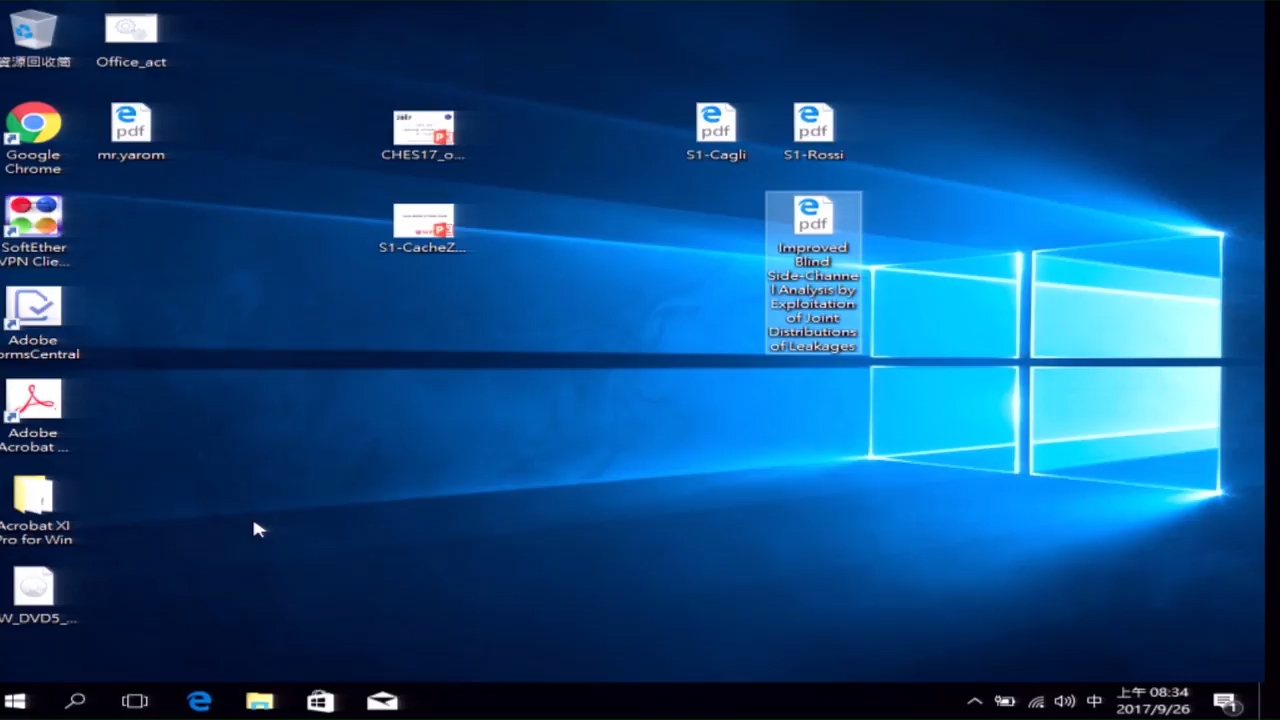 資源回收筒
Office_act
Google
Chrome
pdf
mr.yarom
CHES17_o...
pdf
S1-Cagli
pdf
S1-Rossi
SoftEther
VPN Clie...
S1-CacheZ...
pdf
Improved
Blind
Side-Channe
l Analysis by
Exploitation
of Joint
Distributions
of Leakages
Adobe
ormsCentral
Adobe
Acrobat ...
Acrobat XI
Pro for Win
W_DVD5_...
中
上午 08:34
2017/9/26
1